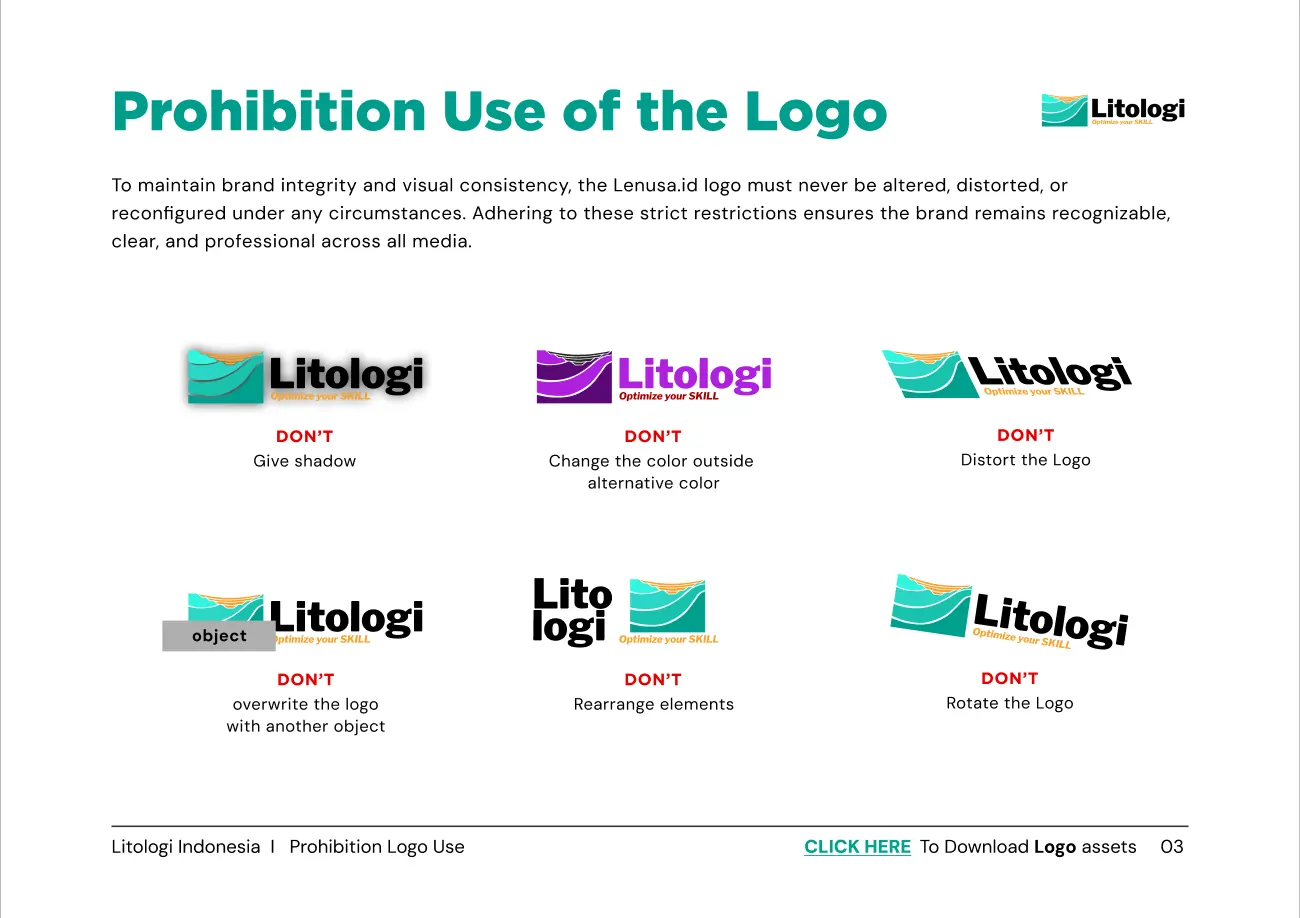 Prohibition Use of the Logo
Litologi
Optimize your SKILL
To maintain brand integrity and visual consistency, the Lenusa.id logo must never be altered, distorted, or
reconfigured under any circumstances. Adhering to these strict restrictions ensures the brand remains recognizable,
clear, and professional across all media.
Litologi
Optimize your SKILL
DON’T
Give shadow
Litologi
Optimize your SKILL
DON’T
Change the color outside
alternative color
Litologi
Optimize your SKILL
DON’T
Distort the Logo
Litologi
object
ptimize your SKILL
DON’T
overwrite the logo
with another object
Lito
logi
Optimize your SKILL
DON’T
Rearrange elements
Litologi
Optimize your SKILL
DON’T
Rotate the Logo
Litologi Indonesia I Prohibition Logo Use
CLICK HERE To Download Logo assets 03